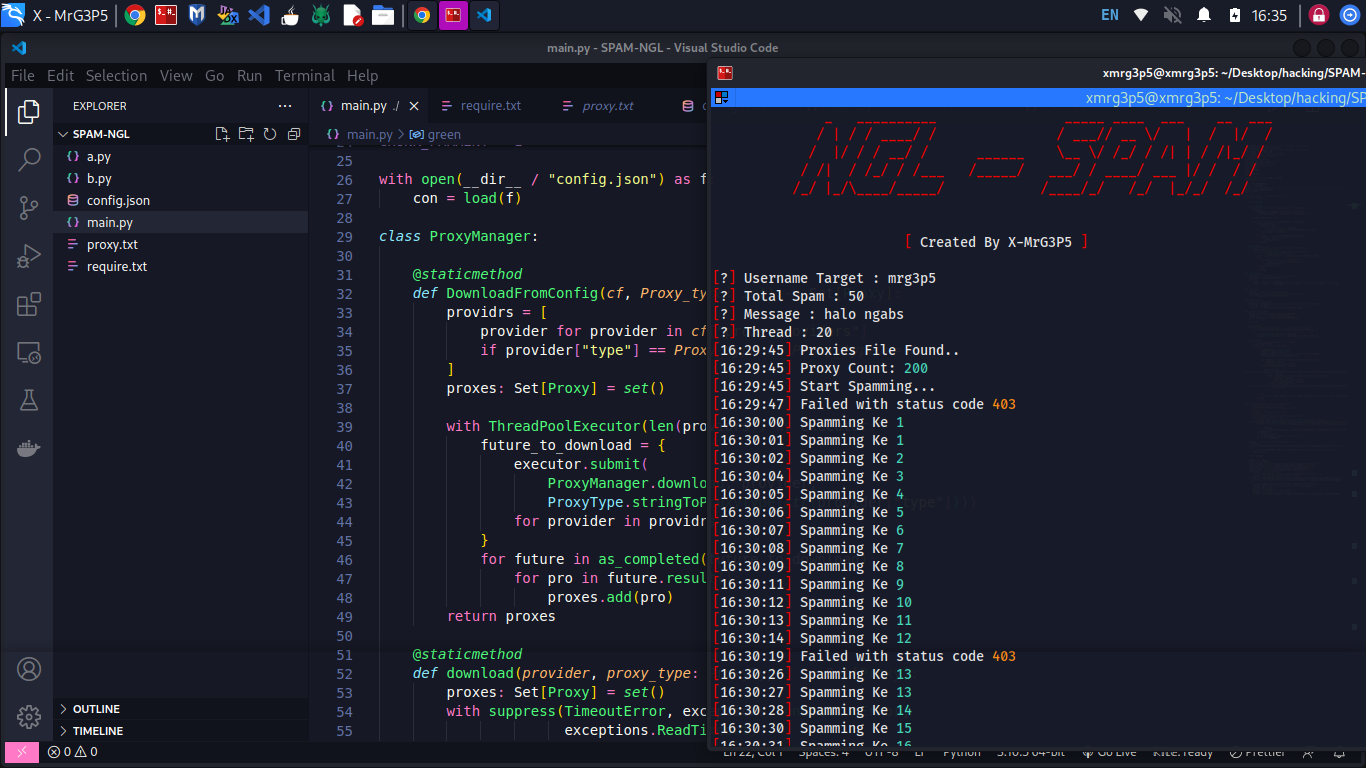 X - MrG3P5
EN
16:35
main.py - SPAM-NGL - Visual Studio Code
File Edit Selection View Go Run Terminal Help
EXPLORER
SPAM-NGL
a.py
b.py
config.json
main.py
proxy.txt
require.txt
OUTLINE
TIMELINE
main.py ./
require.txt
proxy.txt
main.py > green
25
26 with open(__dir__ / "config.json") as f
27 con = load(f)
28
29 class ProxyManager:
30
31 @staticmethod
32 def DownloadFromConfig(cf, Proxy_ty
33 providrs = [
34 provider for provider in cf
35 if provider["type"] == Prox
36 ]
37 proxes: Set[Proxy] = set()
38
39 with ThreadPoolExecutor(len(pro
40 future_to_download = {
41 executor.submit(
42 ProxyManager.downlo
43 ProxyType.stringToP
44 for provider in providr
45 }
46 for future in as_completed(
47 for pro in future.resul
48 proxes.add(pro)
49 return proxes
50
51 @staticmethod
52 def download(provider, proxy_type:
53 proxes: Set[Proxy] = set()
54 with suppress(TimeoutError, exc
55 exceptions.ReadTi
0 0
xmrg3p5@xmrg3p5: ~/Desktop/hacking/SPAM-
xmrg3p5@xmrg3p5: ~/Desktop/hacking/SP
NGL - SPAM
[ Created By X-MrG3P5 ]
[?] Username Target : mrg3p5
[?] Total Spam : 50
[?] Message : halo ngabs
[?] Thread : 20
[16:29:45] Proxies File Found..
[16:29:45] Proxy Count: 200
[16:29:45] Start Spamming...
[16:29:47] Failed with status code 403
[16:30:00] Spamming Ke 1
[16:30:01] Spamming Ke 1
[16:30:02] Spamming Ke 2
[16:30:04] Spamming Ke 3
[16:30:05] Spamming Ke 4
[16:30:06] Spamming Ke 5
[16:30:07] Spamming Ke 6
[16:30:08] Spamming Ke 7
[16:30:09] Spamming Ke 8
[16:30:11] Spamming Ke 9
[16:30:12] Spamming Ke 10
[16:30:13] Spamming Ke 11
[16:30:14] Spamming Ke 12
[16:30:19] Failed with status code 403
[16:30:26] Spamming Ke 13
[16:30:27] Spamming Ke 13
[16:30:28] Spamming Ke 14
[16:30:30] Spamming Ke 15
[16:30:31] Spamming Ke 16
Ln 22, Col 1 Spaces: 4 UTF-8 LF Python 3.10.5 64-bit Go Live Kite: ready Prettier